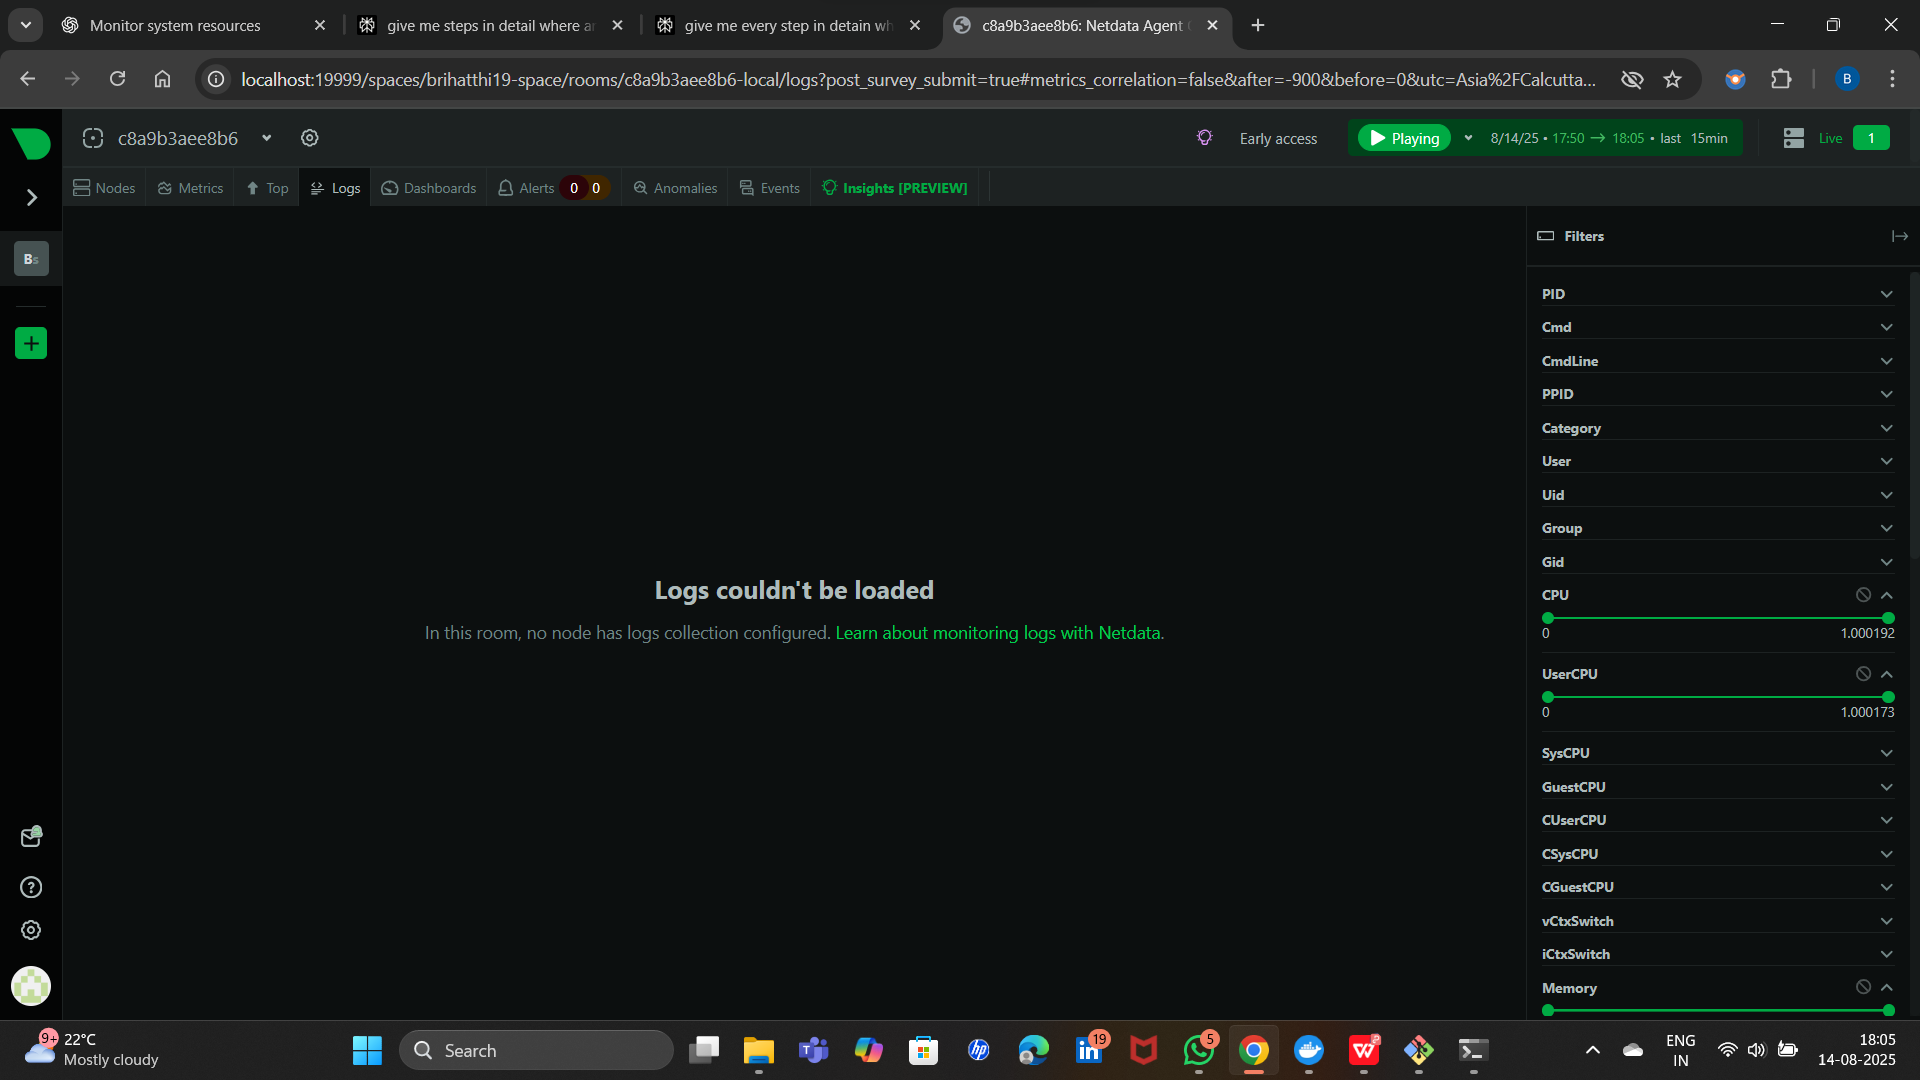 Monitor system resources
give me steps in detail where ar
give me every step in detain wh
c8a9b3aee8b6: Netdata Agent
localhost:19999/spaces/brihatthi19-space/rooms/c8a9b3aee8b6-local/logs?post_survey_submit=true#metrics_correlation=false&after=-900&before=0&utc=Asia%2FCalcutta...
B
c8a9b3aee8b6
Early access
Playing
8/14/25 • 17:50 → 18:05 • last 15min
Live
1
Nodes
Metrics
Top
Logs
Dashboards
Alerts 0 0
Anomalies
Events
Insights [PREVIEW]
Bs
Logs couldn't be loaded
In this room, no node has logs collection configured. Learn about monitoring logs with Netdata.
Filters
PID
Cmd
CmdLine
PPID
Category
User
Uid
Group
Gid
CPU
0 1.000192
UserCPU
0 1.000173
SysCPU
GuestCPU
CUserCPU
CSysCPU
CGuestCPU
vCtxSwitch
iCtxSwitch
Memory
9+
22°C
Mostly cloudy
Search
19
5
ENG
IN
18:05
14-08-2025